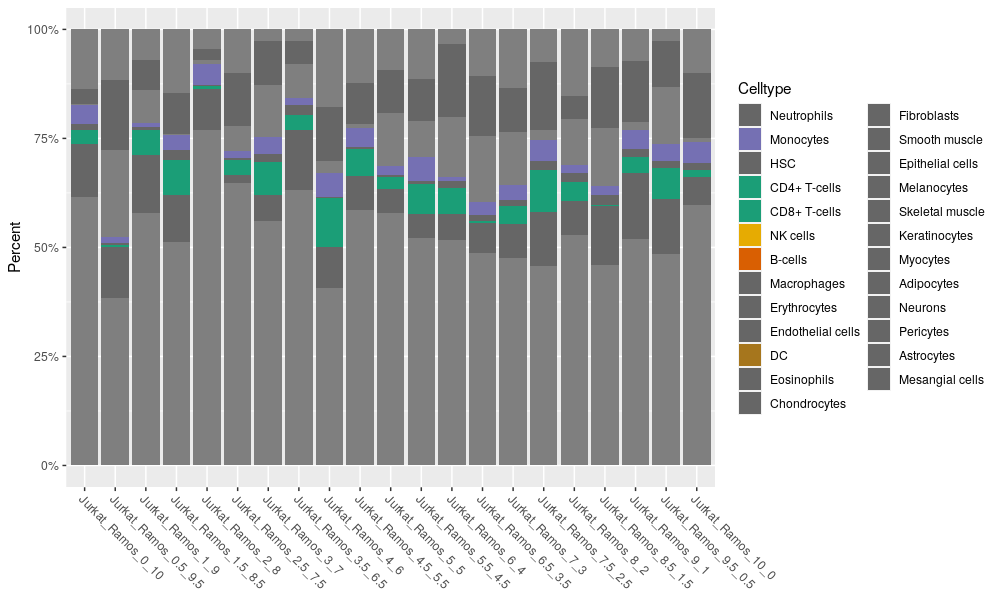 100%
75%
50%
25%
0%
Percent
Jurkat_Ramos_0_10
Jurkat_Ramos_0.5_9.5
Jurkat_Ramos_1_9
Jurkat_Ramos_1.5_8.5
Jurkat_Ramos_2_8
Jurkat_Ramos_2.5_7.5
Jurkat_Ramos_3_7
Jurkat_Ramos_3.5_6.5
Jurkat_Ramos_4_6
Jurkat_Ramos_4.5_5.5
Jurkat_Ramos_5_5
Jurkat_Ramos_5.5_4.5
Jurkat_Ramos_6_4
Jurkat_Ramos_6.5_3.5
Jurkat_Ramos_7_3
Jurkat_Ramos_7.5_2.5
Jurkat_Ramos_8_2
Jurkat_Ramos_8.5_1.5
Jurkat_Ramos_9_1
Jurkat_Ramos_9.5_0.5
Jurkat_Ramos_10_0
Celltype
Neutrophils
Monocytes
HSC
CD4+ T-cells
CD8+ T-cells
NK cells
B-cells
Macrophages
Erythrocytes
Endothelial cells
DC
Eosinophils
Chondrocytes
Fibroblasts
Smooth muscle
Epithelial cells
Melanocytes
Skeletal muscle
Keratinocytes
Myocytes
Adipocytes
Neurons
Pericytes
Astrocytes
Mesangial cells